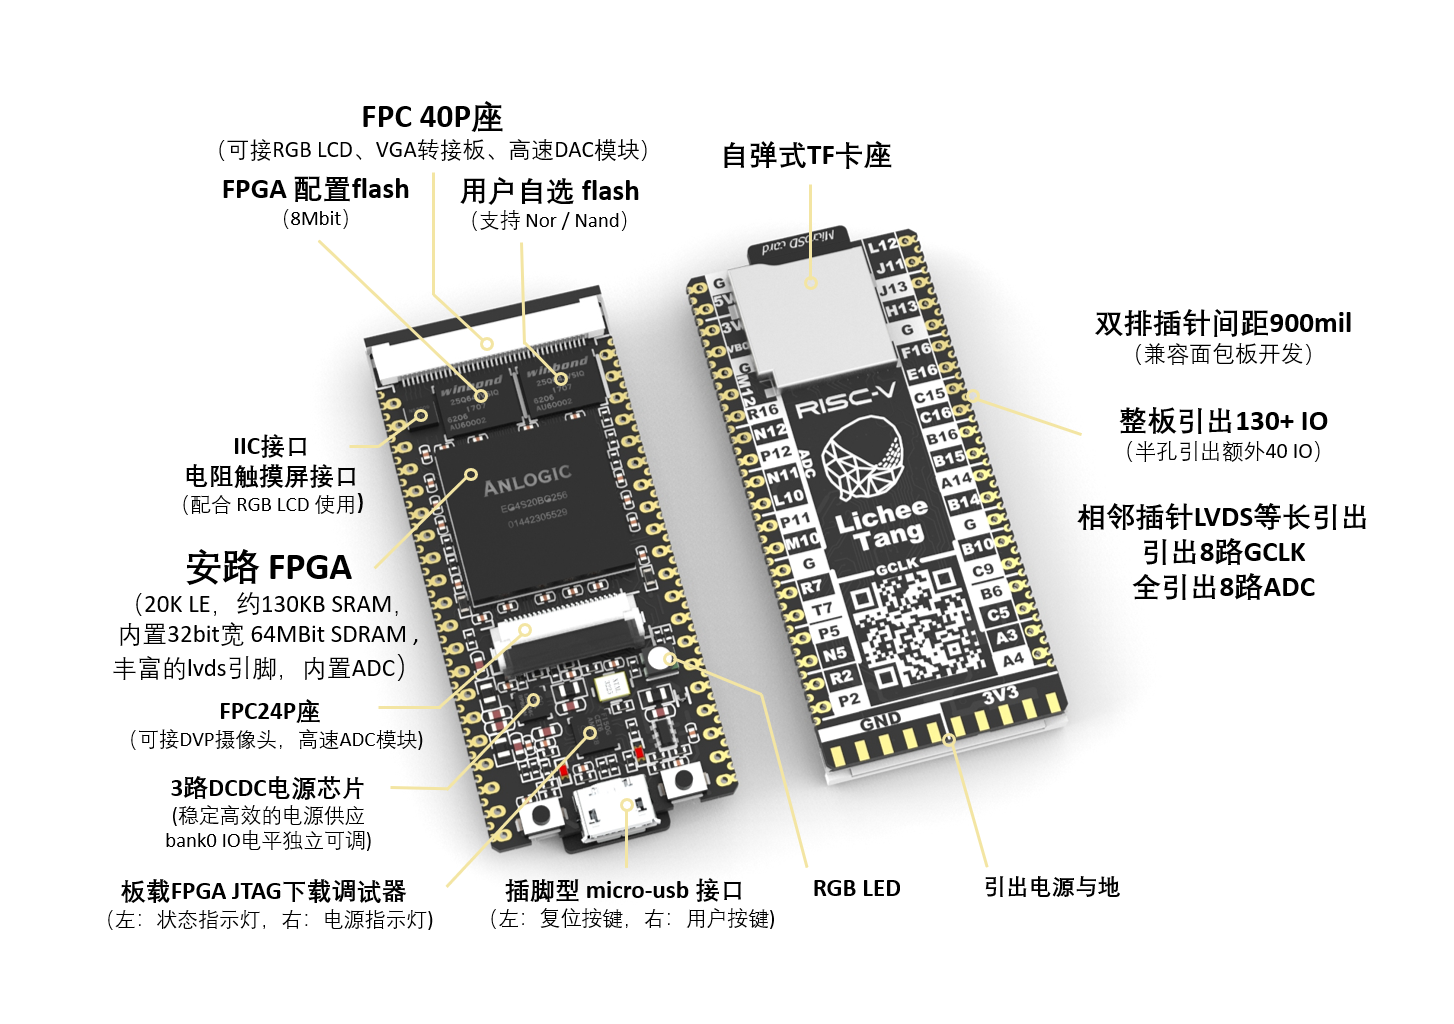 FPC 40P座
（可接RGB LCD、VGA转接板、高速DAC模块）
FPGA 配置flash
（8Mbit）
用户自选 flash
（支持 Nor / Nand）
自弹式TF卡座
双排插针间距900mil
（兼容面包板开发）
整板引出130+ IO
（半孔引出额外40 IO）
相邻插针LVDS等长引出
引出8路GCLK
全引出8路ADC
IIC接口
电阻触摸屏接口
（配合 RGB LCD 使用)
安路 FPGA
（20K LE，约130KB SRAM，
内置32bit宽 64MBit SDRAM ,
丰富的lvds引脚，内置ADC）
FPC24P座
（可接DVP摄像头，高速ADC模块)
3路DCDC电源芯片
(稳定高效的电源供应
bank0 IO电平独立可调)
板载FPGA JTAG下载调试器
（左：状态指示灯，右：电源指示灯)
插脚型 micro-usb 接口
（左：复位按键，右：用户按键)
RGB LED
引出电源与地
winbond
1707
6206
AU60002
winbond
1707
AU60002
ANLOGIC
EG4S20BG256
01442305529
MicroSD card
G
5V
G
M12
R16
N12
P12
N11
L10
P11
M10
G
R7
T7
P5
N5
R2
P2
ADC
RISC-V
Lichee
Tang
GCLK
L12
J11
J13
H13
G
F16
E16
C15
C16
B16
B15
A14
B14
G
B10
C9
B6
C5
A3
A4
GND
3V3